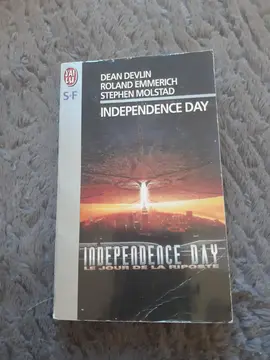 J'AI
LU
S-F
DEAN DEVLIN
ROLAND EMMERICH
STEPHEN MOLSTAD
INDEPENDENCE DAY
INDEPENDENCE DAY
LE JOUR DE LA RIPOSTE